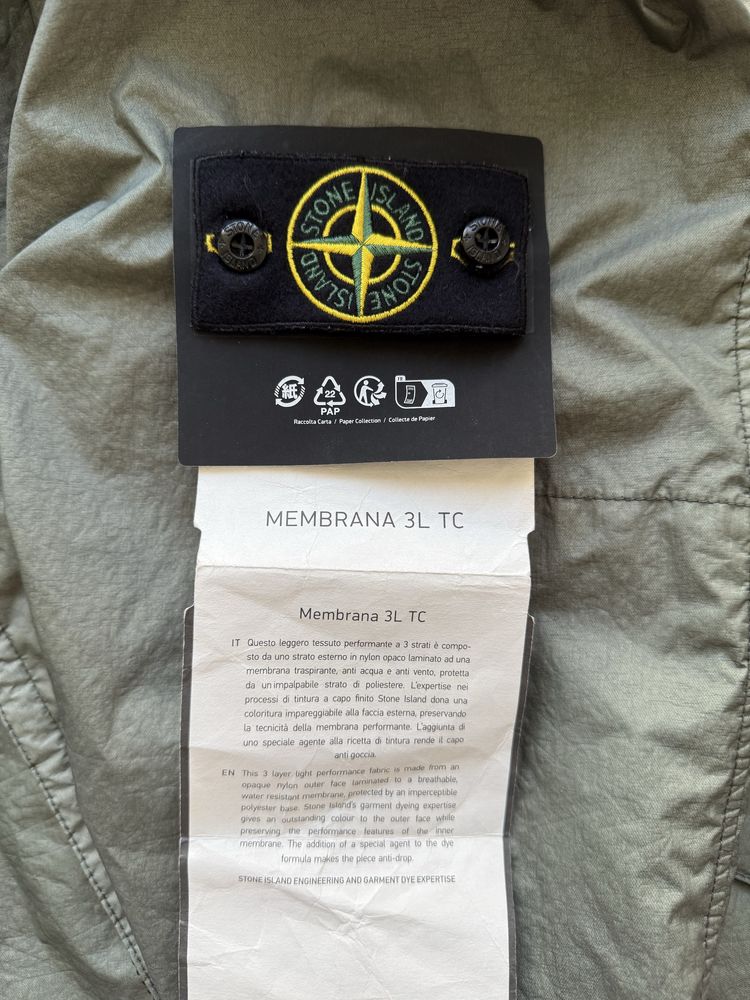 STONE ISLAND
STONE ISLAND
STONE
ISLAND
STONE
ISLAND
紙
22
PAP
FR
Raccolta Carta / Paper Collection / Collecte de Papier
MEMBRANA 3L TC
Membrana 3L TC
IT Questo leggero tessuto performante a 3 strati è compo-
sto da uno strato esterno in nylon opaco laminato ad una
membrana traspirante, anti acqua e anti vento, protetta
da un'impalpabile strato di poliestere. L'expertise nei
processi di tintura a capo finito Stone Island dona una
coloritura impareggiabile alla faccia esterna, preservando
la tecnicità della membrana performante. L'aggiunta di
uno speciale agente alla ricetta di tintura rende il capo
anti goccia.
EN This 3 layer light performance fabric is made from an
opaque nylon outer face laminated to a breathable,
water resistant membrane, protected by an imperceptible
polyester base. Stone Island's garment dyeing expertise
gives an outstanding colour to the outer face while
preserving the performance features of the inner
membrane. The addition of a special agent to the dye
formula makes the piece anti-drop.
STONE ISLAND ENGINEERING AND GARMENT DYE EXPERTISE